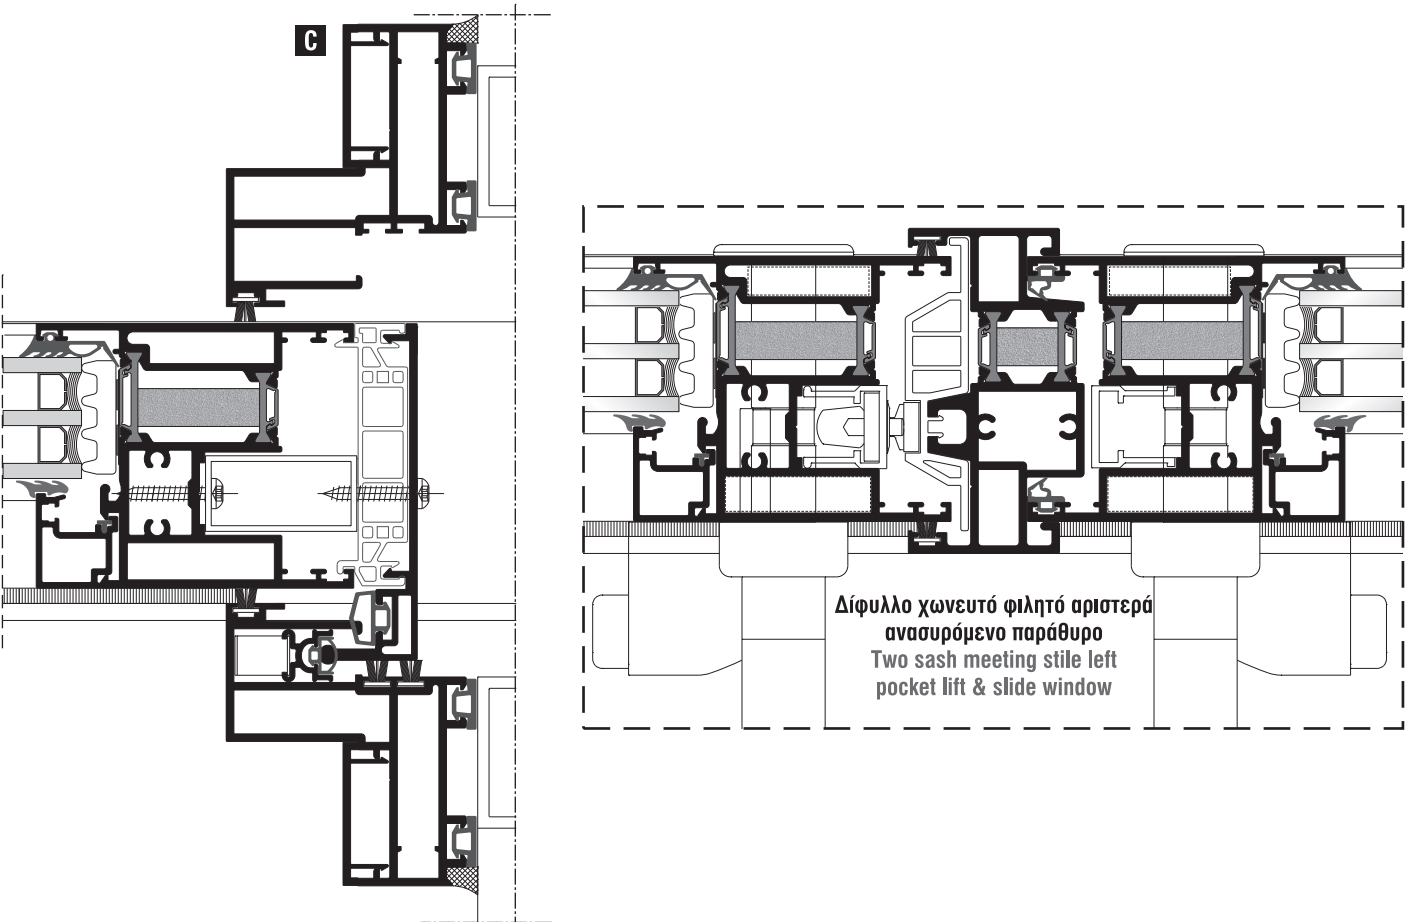 C
Δίφυλλο χωνευτό φιλητό αριστερά
ανασυρόμενο παράθυρο
Two sash meeting stile left
pocket lift & slide window